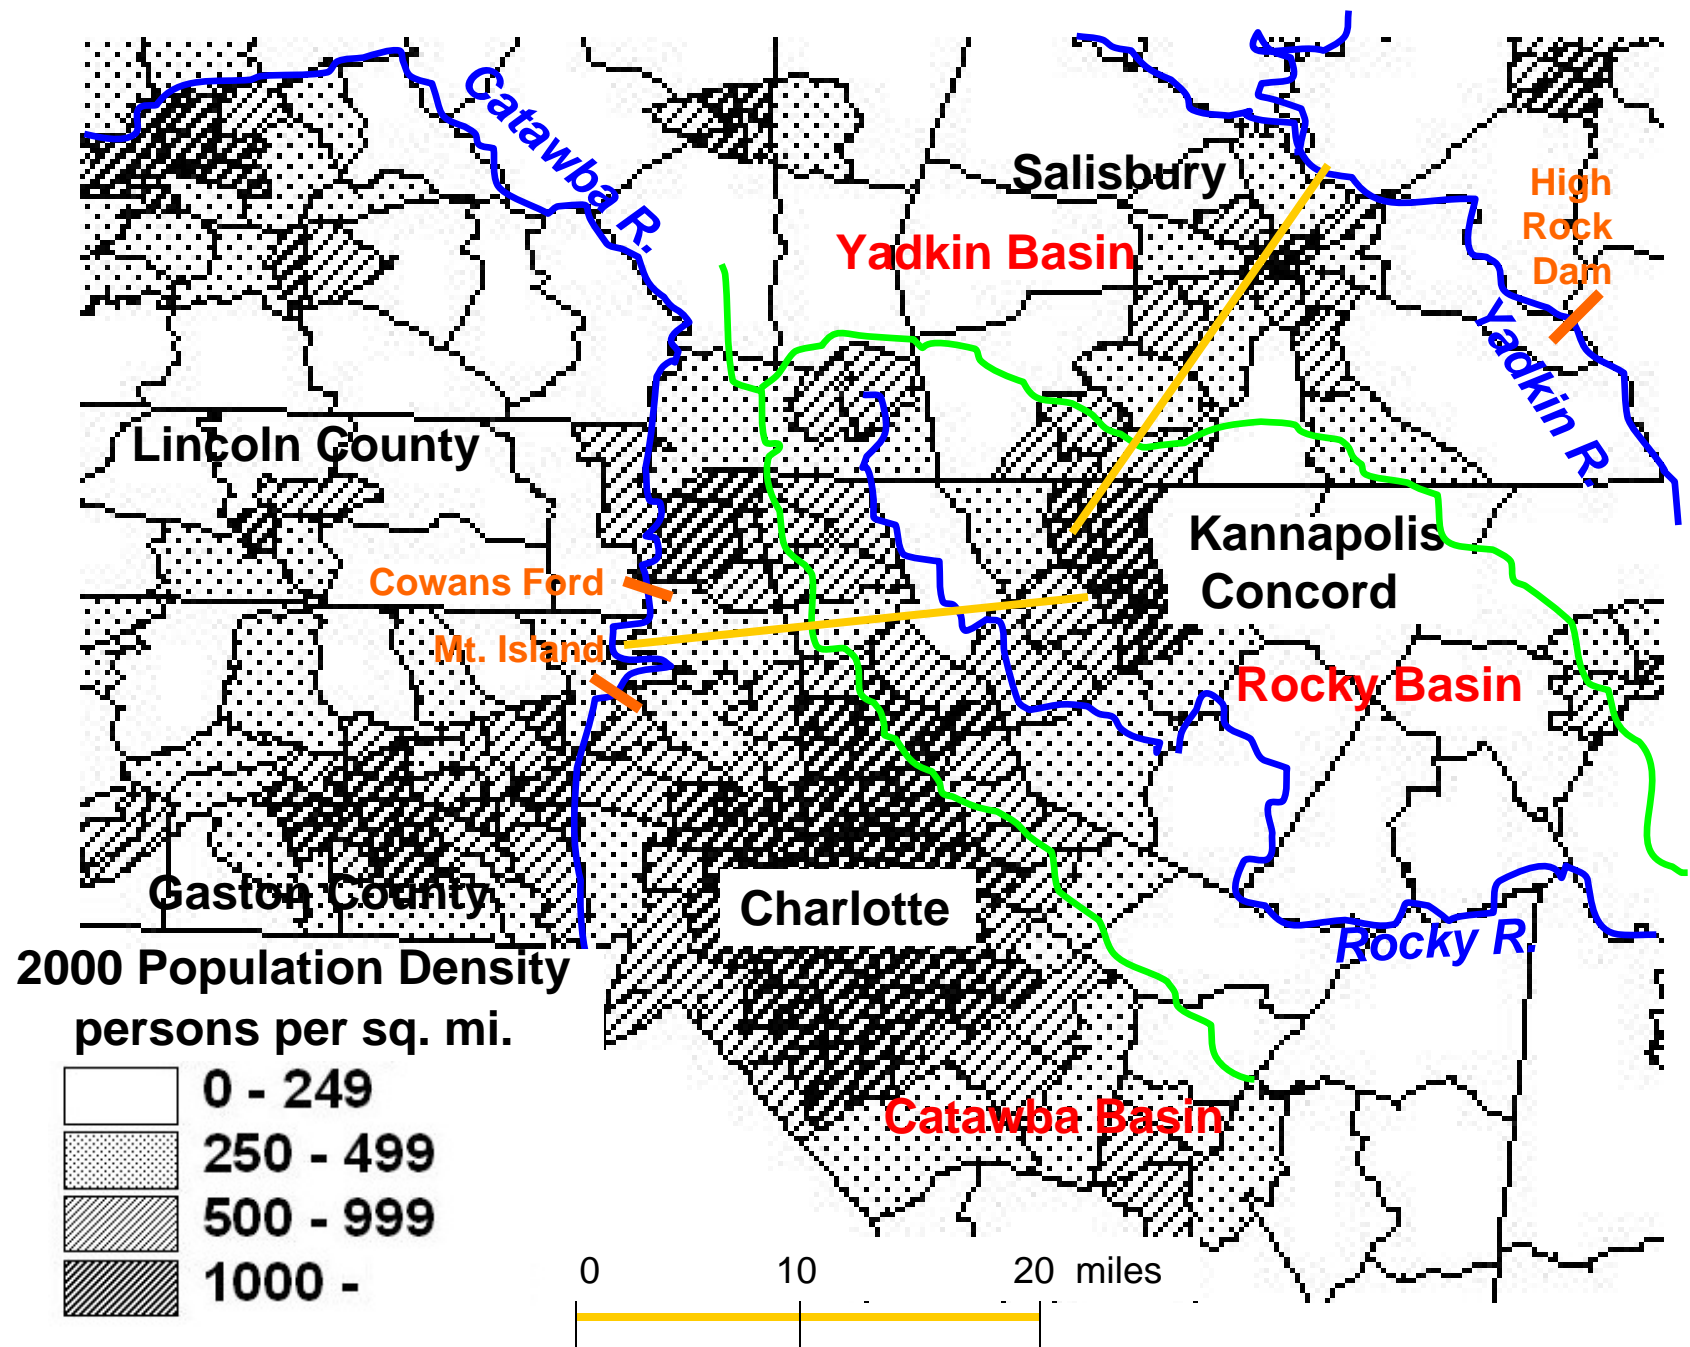 Catawba R.
Salisbury
High
Rock
Dam
Yadkin Basin
Yadkin R.
Lincoln County
Kannapolis
Concord
Cowans Ford
Mt. Island
Rocky Basin
Gaston County
Charlotte
Rocky R.
2000 Population Density
persons per sq. mi.
0 - 249
250 - 499
500 - 999
1000 -
Catawba Basin
0 10 20 miles